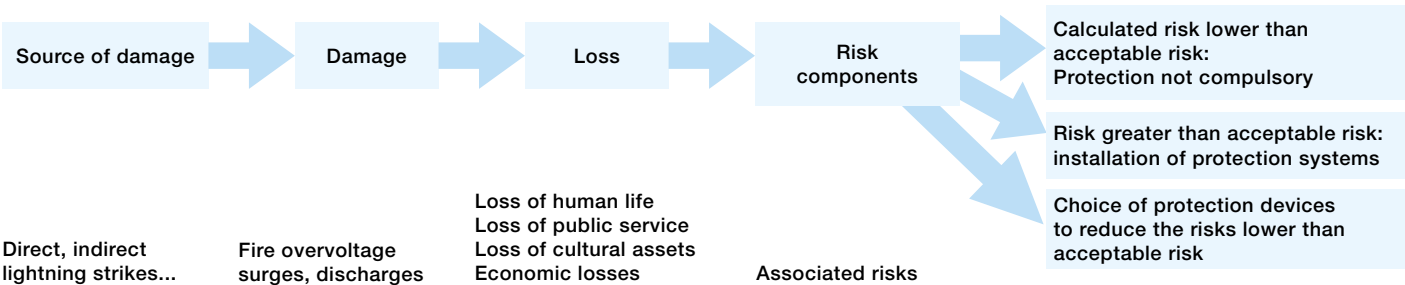 Source of damage
Damage
Loss
Risk
components
Calculated risk lower than
acceptable risk:
Protection not compulsory
Risk greater than acceptable risk:
installation of protection systems
Choice of protection devices
to reduce the risks lower than
acceptable risk
Direct, indirect
lightning strikes...
Fire overvoltage
surges, discharges
Loss of human life
Loss of public service
Loss of cultural assets
Economic losses
Associated risks